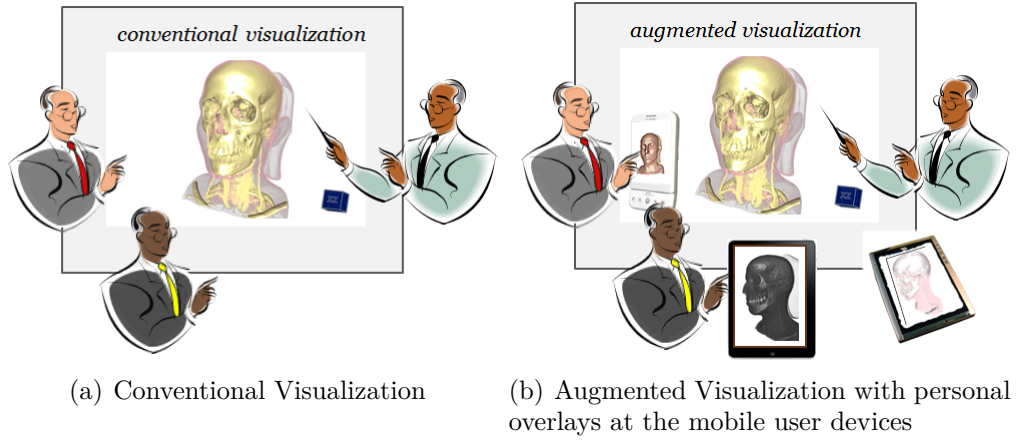 conventional visualization
augmented visualization
(a) Conventional Visualization
(b) Augmented Visualization with personal
overlays at the mobile user devices